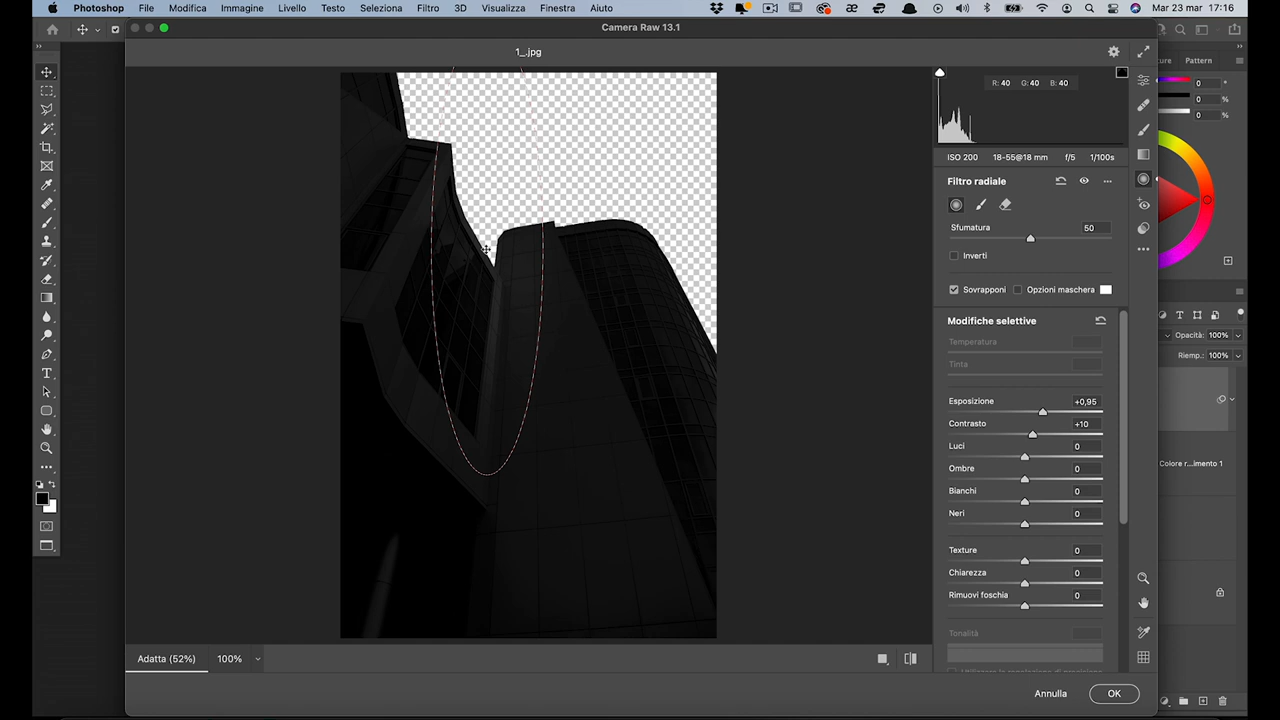 Photoshop File Modifica Immagine Livello Testo Seleziona Filtro 3D Visualizza Finestra Aiuto Mar 23 mar 17:16
Camera Raw 13.1
1_.jpg
ture Pattern
R: 40 G: 40 B: 40
0 °
0 %
0 %
ISO 200 18-55@18 mm f/5 1/100s
Filtro radiale
Sfumatura 50
Inverti
Sovrapponi Opzioni maschera
Modifiche selettive
Temperatura
Tinta
Opacità: 100%
Riemp.: 100%
Esposizione +0,95
Contrasto +10
Luci 0
Colore r...imento 1
Ombre 0
Bianchi 0
Neri 0
Texture 0
Chiarezza 0
Rimuovi foschia 0
Tonalità
Adatta (52%) 100%
Annulla OK